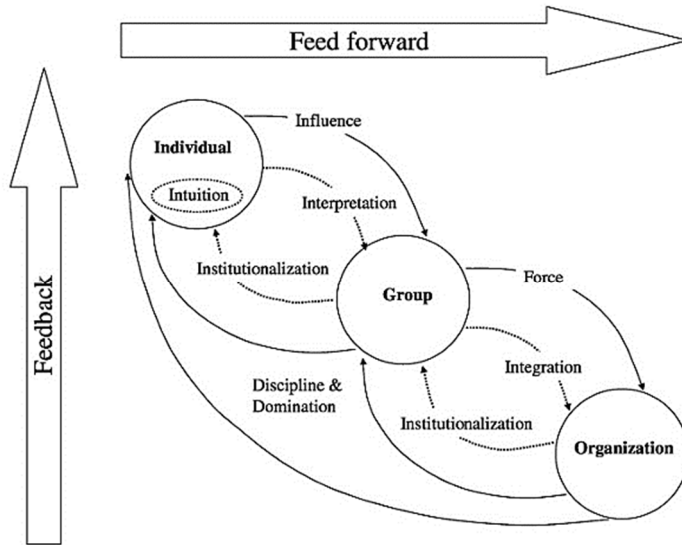 Feed forward
Influence
Individual
Intuition
Interpretation
Institutionalization
Group
Force
Feedback
Integration
Discipline &
Domination
Institutionalization
Organization